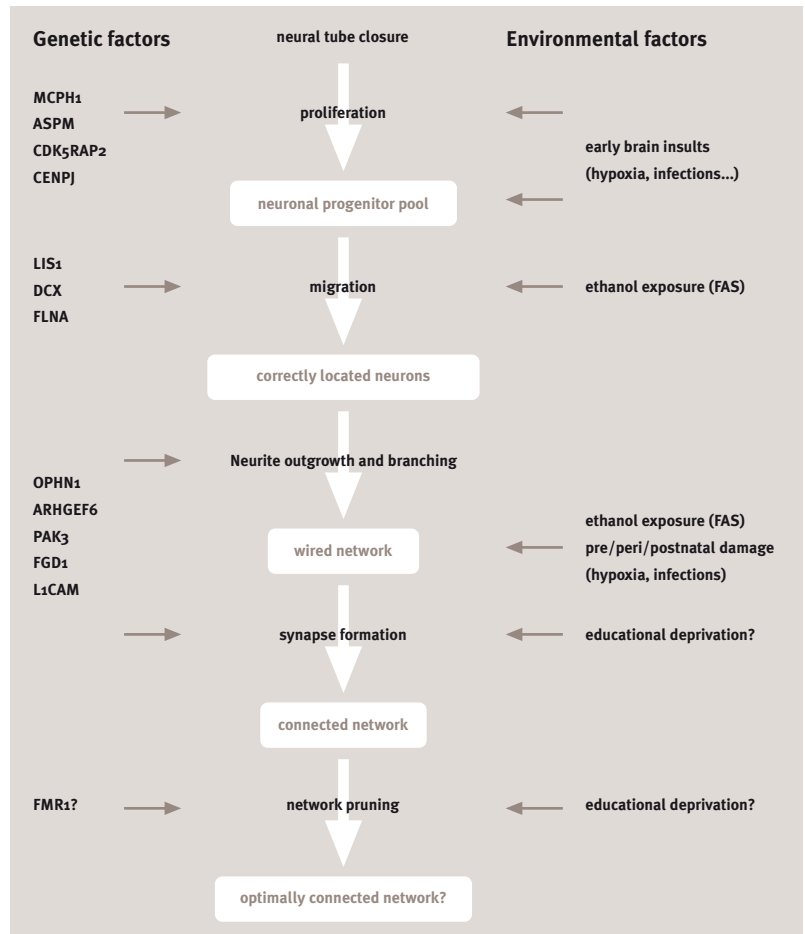 Genetic factors
neural tube closure
Environmental factors
MCPH1
ASPM
CDK5RAP2
CENPJ
proliferation
early brain insults
(hypoxia, infections...)
neuronal progenitor pool
LIS1
DCX
FLNA
migration
ethanol exposure (FAS)
correctly located neurons
Neurite outgrowth and branching
OPHN1
ARHGEF6
PAK3
FGD1
L1CAM
wired network
ethanol exposure (FAS)
pre/peri/postnatal damage
(hypoxia, infections)
synapse formation
educational deprivation?
connected network
FMR1?
network pruning
educational deprivation?
optimally connected network?